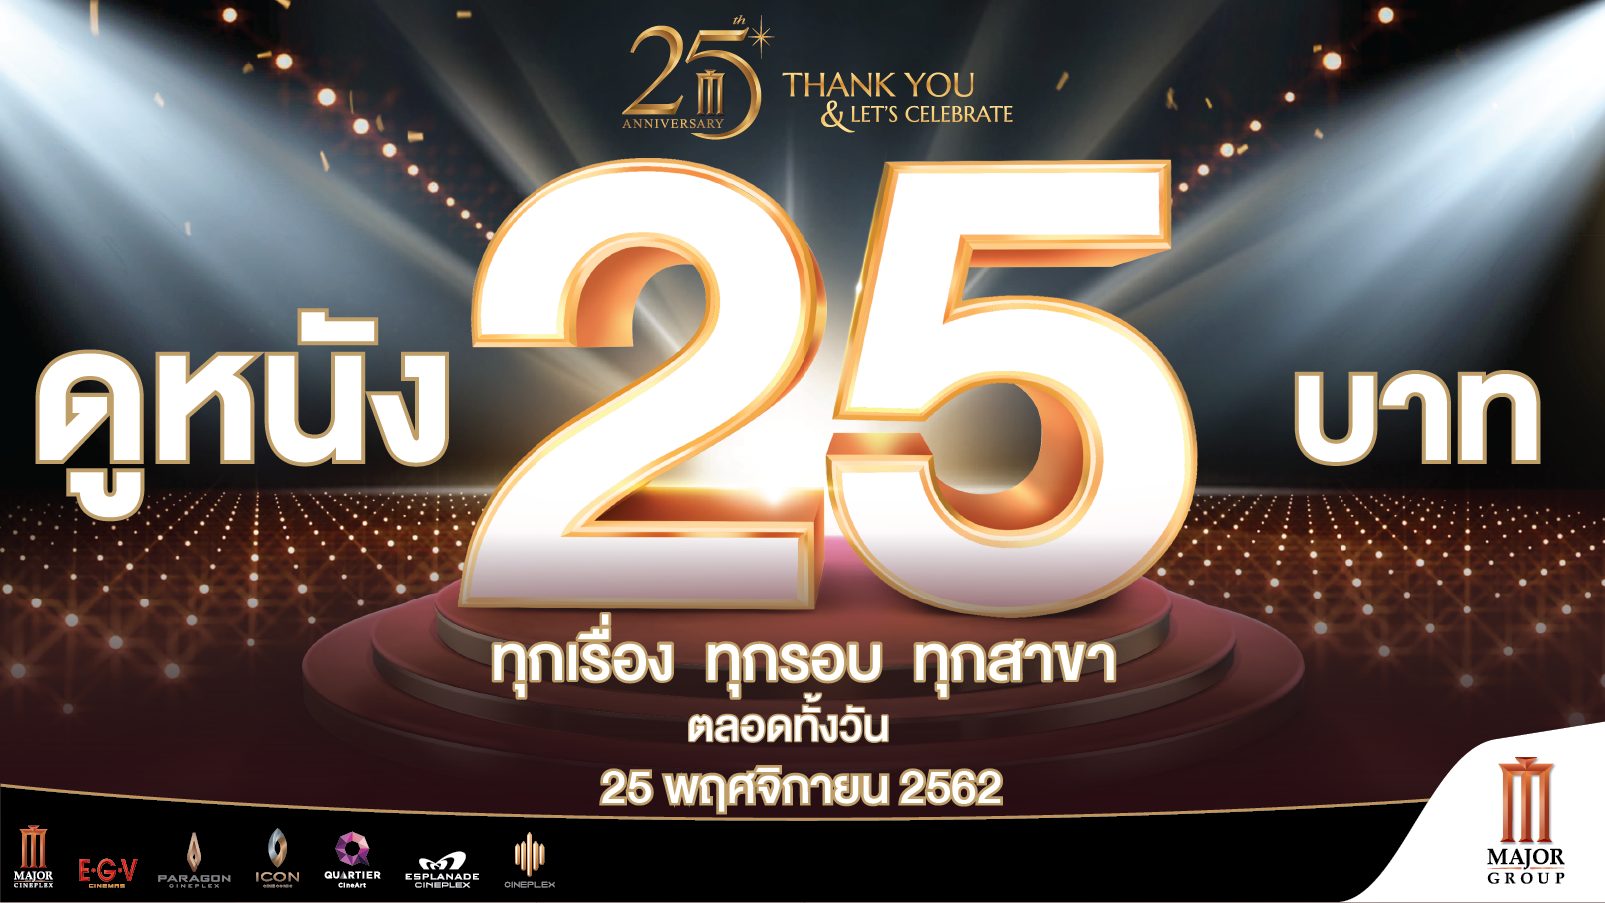 25th
ANNIVERSARY
THANK YOU
& LET'S CELEBRATE
ดูหนัง 25 บาท
ทุกเรื่อง ทุกรอบ ทุกสาขา
ตลอดทั้งวัน
25 พฤศจิกายน 2562
MAJOR
CINEPLEX
E·G·V
CINEMAS
PARAGON
CINEPLEX
ICON
QUARTIER
CineArt
ESPLANADE
CINEPLEX
CINEPLEX
MAJOR
GROUP